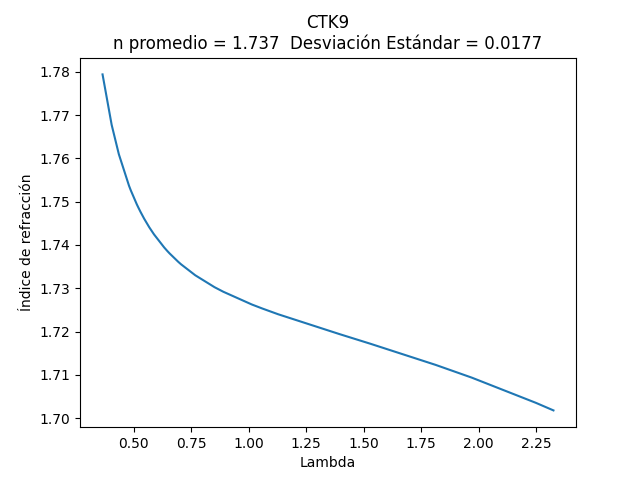 CTK9
n promedio = 1.737  Desviación Estándar = 0.0177
1.78
1.77
1.76
1.75
1.74
1.73
1.72
1.71
1.70
Índice de refracción
0.50 0.75 1.00 1.25 1.50 1.75 2.00 2.25
Lambda